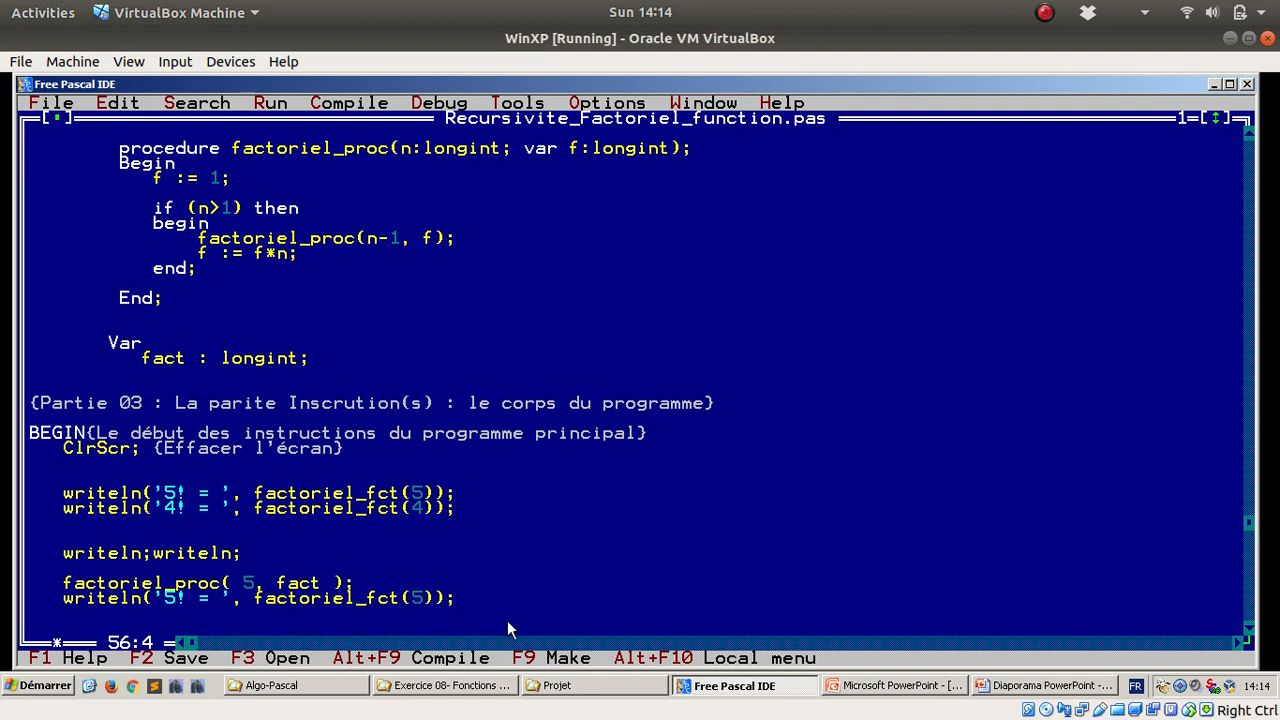 Activities VirtualBox Machine Sun 14:14
WinXP [Running] - Oracle VM VirtualBox
File Machine View Input Devices Help
Free Pascal IDE
File Edit Search Run Compile Debug Tools Options Window Help
Recursivite_Factoriel_function.pas 1=[↕]
procedure factoriel_proc(n:longint; var f:longint);
Begin
f := 1;
if (n>1) then
begin
factoriel_proc(n-1, f);
f := f*n;
end;
End;
Var
fact : longint;
{Partie 03 : La parite Inscrution(s) : le corps du programme}
BEGIN{Le début des instructions du programme principal}
ClrScr; {Effacer l'écran}
writeln('5! = ', factoriel_fct(5));
writeln('4! = ', factoriel_fct(4));
writeln;writeln;
factoriel_proc( 5, fact );
writeln('5! = ', factoriel_fct(5));
* 56:4
F1 Help F2 Save F3 Open Alt+F9 Compile F9 Make Alt+F10 Local menu
Démarrer Algo-Pascal Exercice 08- Fonctions ... Projet Free Pascal IDE Microsoft PowerPoint - [... Diaporama PowerPoint - ... FR 14:14
Right Ctrl